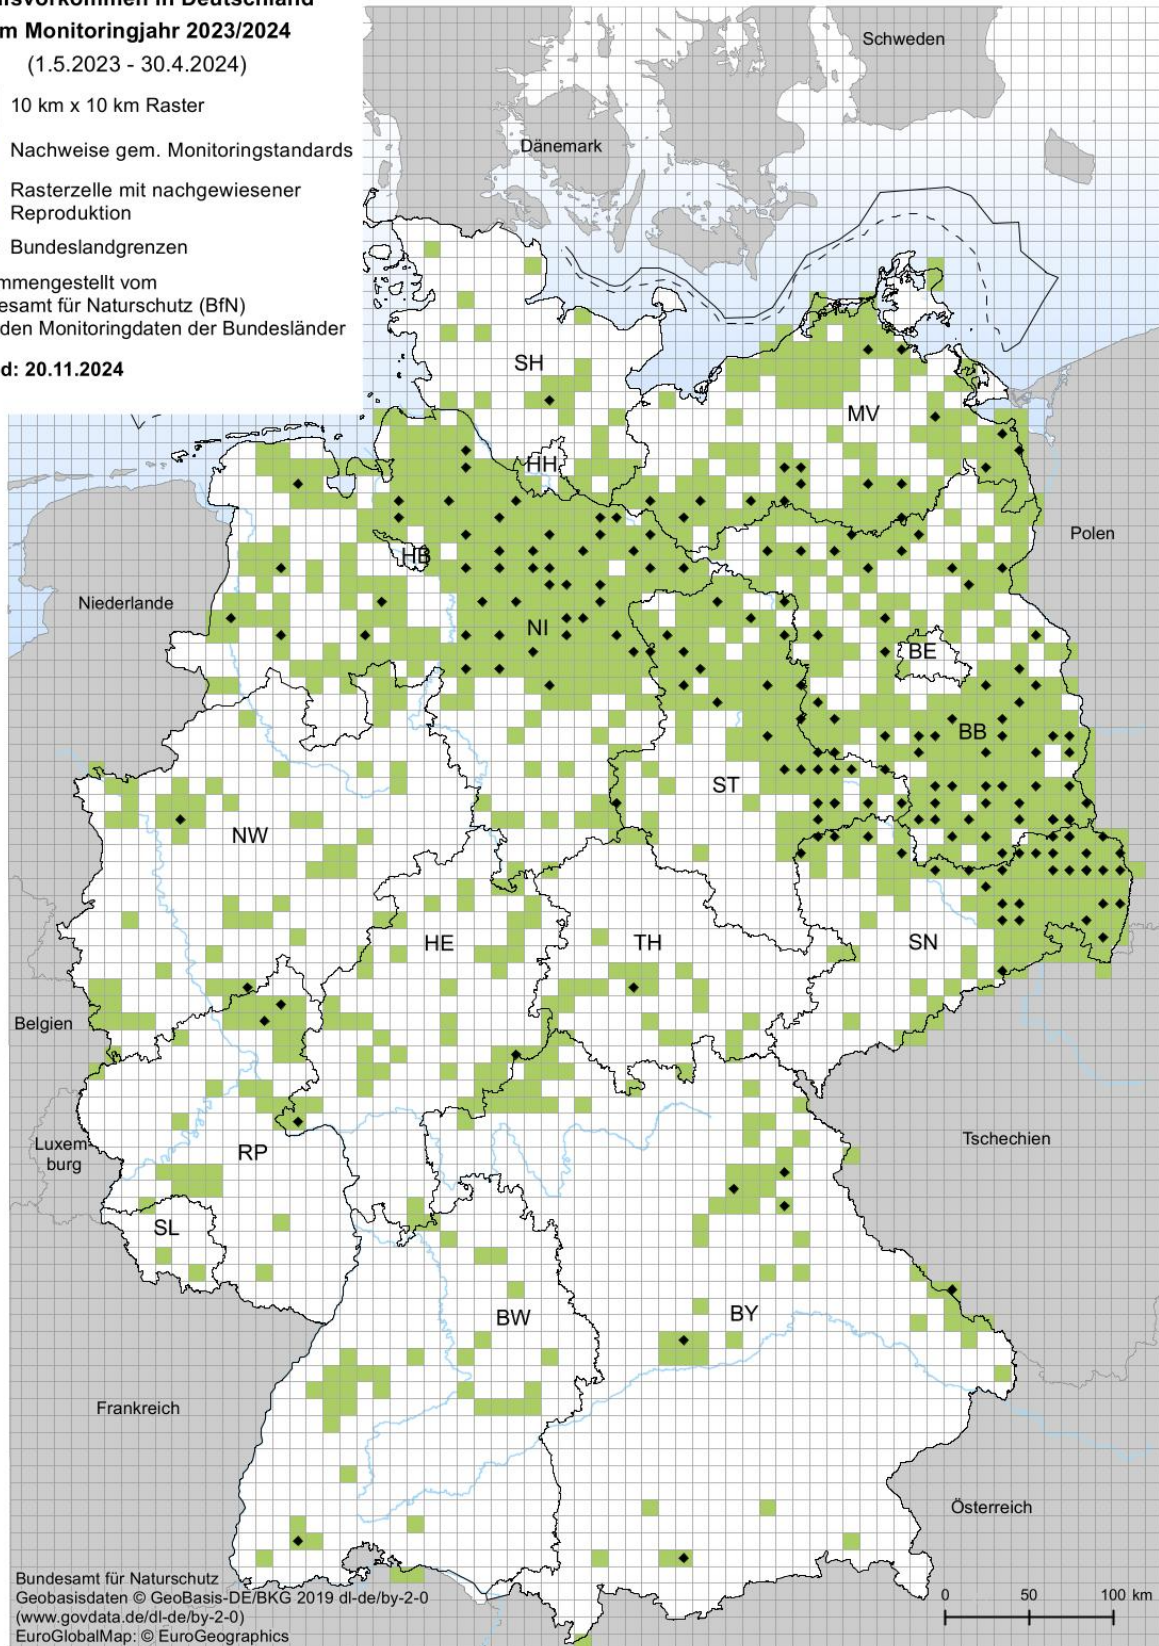 m Monitoringjahr 2023/2024
(1.5.2023 - 30.4.2024)
10 km x 10 km Raster
Nachweise gem. Monitoringstandards
Rasterzelle mit nachgewiesener
Reproduktion
Bundeslandgrenzen
mmengestellt vom
esamt für Naturschutz (BfN)
den Monitoringdaten der Bundesländer
d: 20.11.2024
Schweden
Dänemark
SH
MV
HH
Polen
HB
Niederlande
NI
BE
BB
ST
NW
HE
TH
SN
Belgien
Luxem-
burg
RP
Tschechien
SL
BW
BY
Frankreich
Österreich
Bundesamt für Naturschutz
Geobasisdaten © GeoBasis-DE/BKG 2019 dl-de/by-2-0
(www.govdata.de/dl-de/by-2-0)
EuroGlobalMap: © EuroGeographics
0 50 100 km